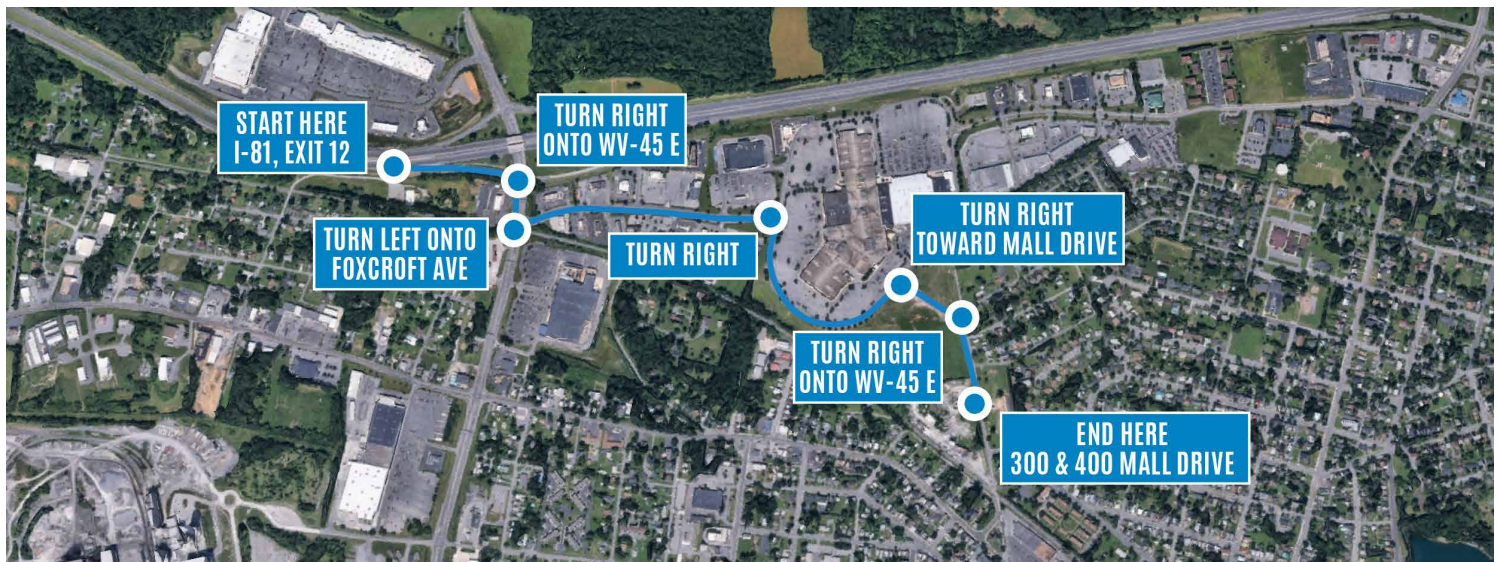 START HERE
I-81, EXIT 12
TURN RIGHT
ONTO WV-45 E
TURN LEFT ONTO
FOXCROFT AVE
TURN RIGHT
TURN RIGHT
TOWARD MALL DRIVE
TURN RIGHT
ONTO WV-45 E
END HERE
300 & 400 MALL DRIVE